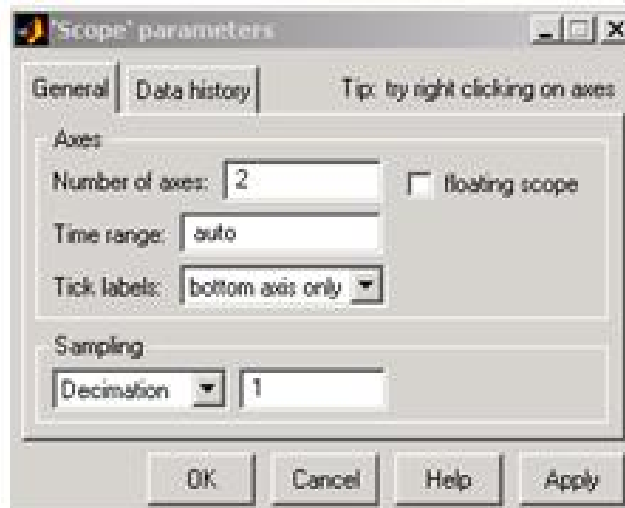 'Scope' parameters
General Data history Tip: try right clicking on axes
Axes
Number of axes: 2 floating scope
Time range: auto
Tick labels: bottom axis only
Sampling
Decimation 1
OK Cancel Help Apply